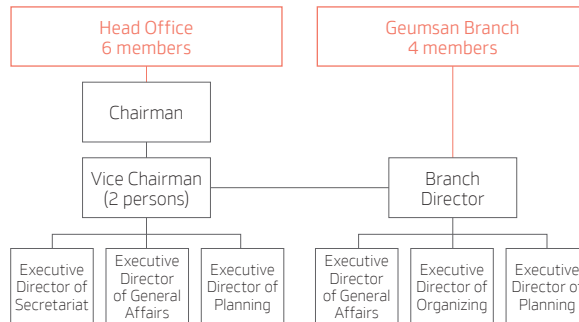 Head Office
6 members
Geumsan Branch
4 members
Chairman
Vice Chairman
(2 persons)
Branch
Director
Executive
Director of
Secretariat
Executive
Director
of General
Affairs
Executive
Director of
Planning
Executive
Director
of General
Affairs
Executive
Director of
Organizing
Executive
Director of
Planning